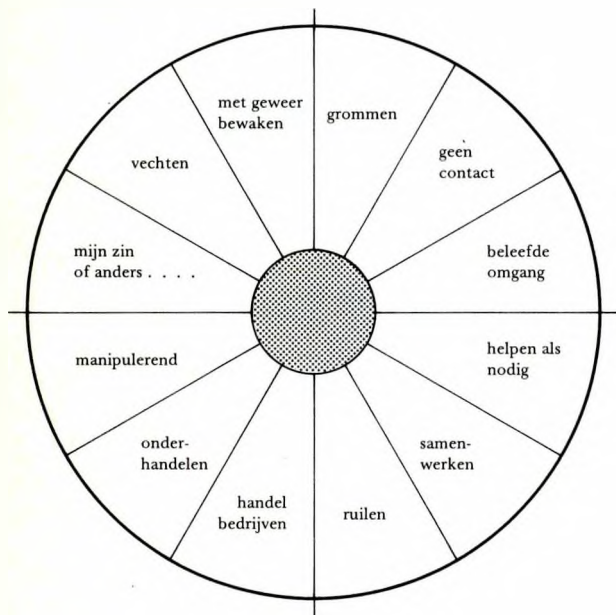 met geweer
bewaken
grommen
geen
contact
beleefde
omgang
helpen als
nodig
samen-
werken
ruilen
handel
bedrijven
onder-
handelen
manipulerend
mijn zin
of anders . . . .
vechten